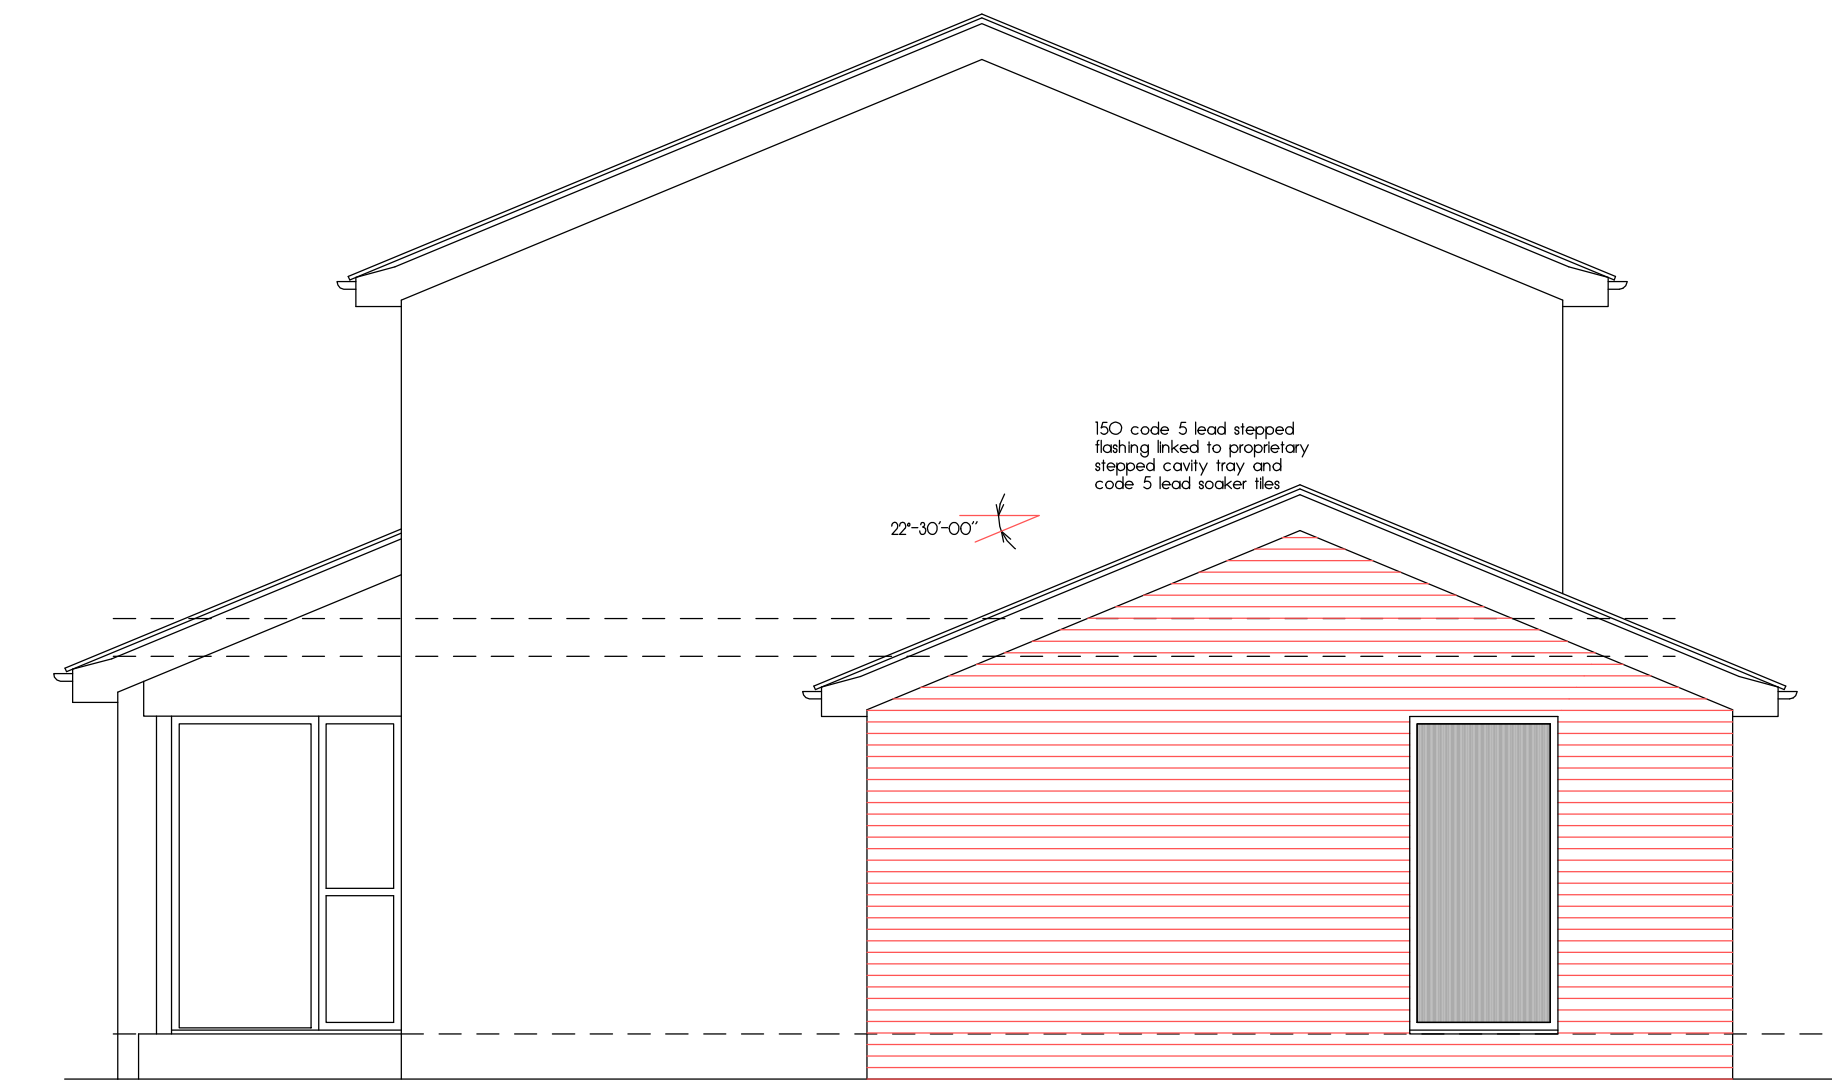 150 code 5 lead stepped
flashing linked to proprietary
stepped cavity tray and
code 5 lead soaker tiles
22°-30'-00"